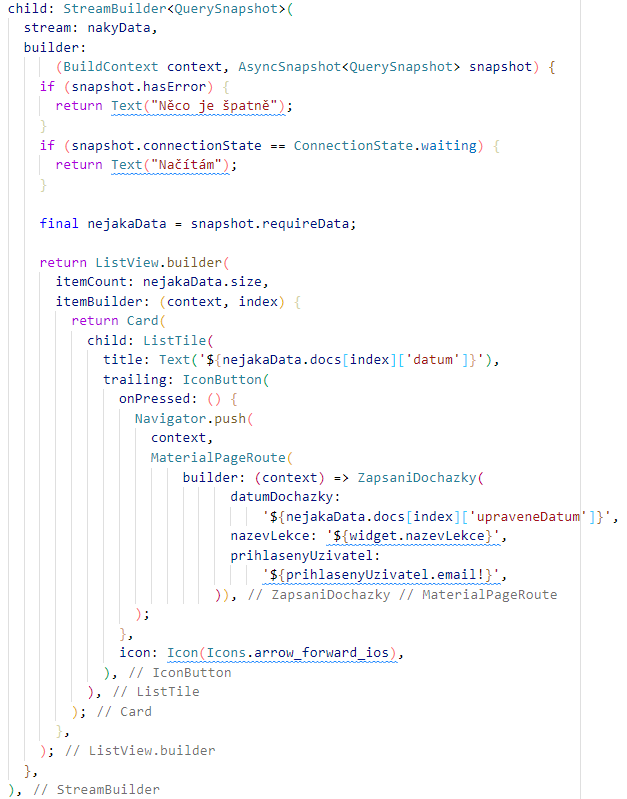 child: StreamBuilder<QuerySnapshot>(
  stream: nakyData,
  builder:
      (BuildContext context, AsyncSnapshot<QuerySnapshot> snapshot) {
    if (snapshot.hasError) {
      return Text("Něco je špatně");
    }
    if (snapshot.connectionState == ConnectionState.waiting) {
      return Text("Načítám");
    }

    final nejakaData = snapshot.requireData;

    return ListView.builder(
      itemCount: nejakaData.size,
      itemBuilder: (context, index) {
        return Card(
          child: ListTile(
            title: Text('${nejakaData.docs[index]['datum']}'),
            trailing: IconButton(
              onPressed: () {
                Navigator.push(
                  context,
                  MaterialPageRoute(
                      builder: (context) => ZapsaniDochazky(
                            datumDochazky:
                                '${nejakaData.docs[index]['upraveneDatum']}',
                            nazevLekce: '${widget.nazevLekce}',
                            prihlasenyUzivatel:
                                '${prihlasenyUzivatel.email!}',
                          )), // ZapsaniDochazky // MaterialPageRoute
                );
              },
              icon: Icon(Icons.arrow_forward_ios),
            ), // IconButton
          ), // ListTile
        ); // Card
      },
    ); // ListView.builder
  },
), // StreamBuilder